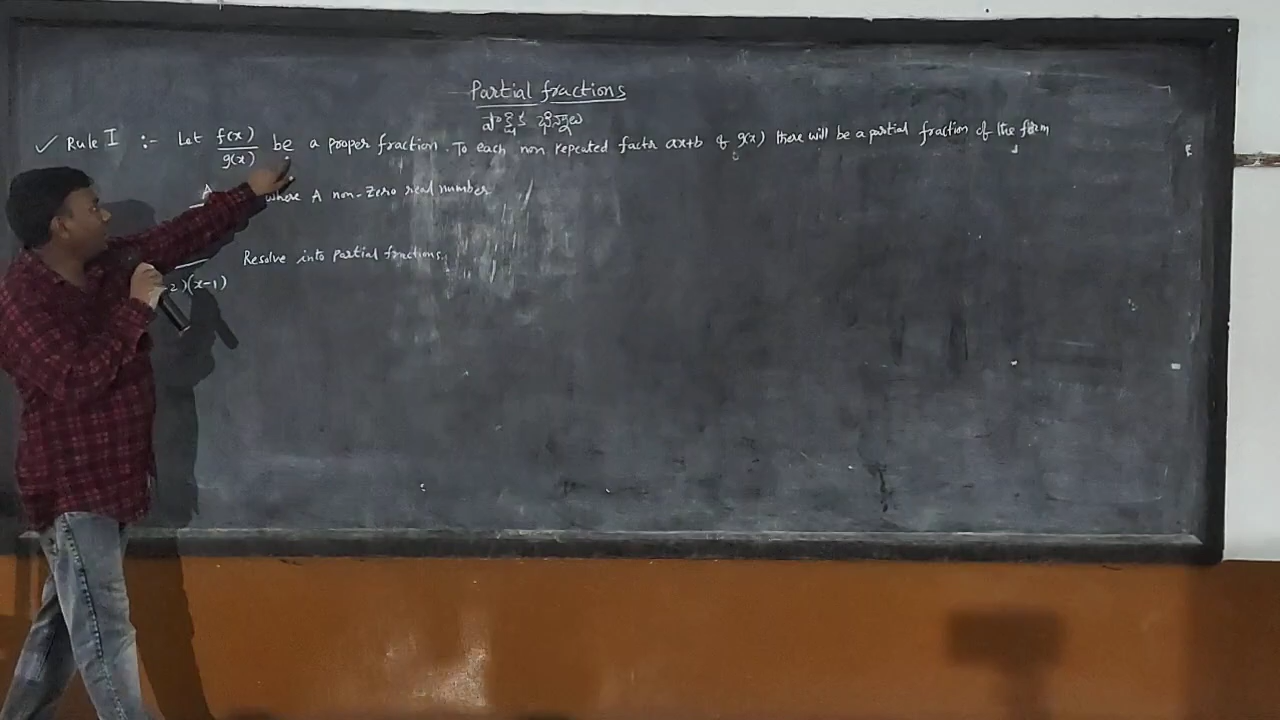 Partial fractions
పాక్షిక భిన్నాలు
✓ Rule I :- Let f(x)/g(x) be a proper fraction. To each non repeated factor ax+b of g(x) there will be a partial fraction of the form
A where A non-zero real number
Resolve into partial fractions.
2)(x-1)